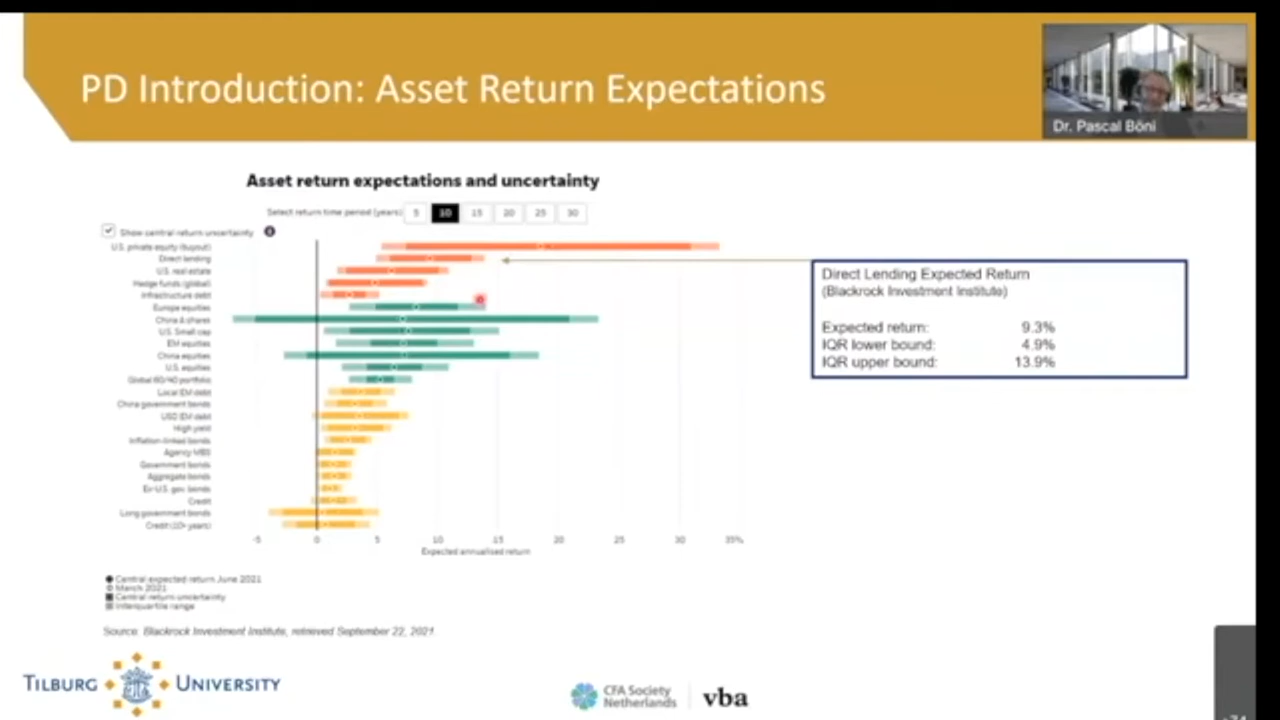 PD Introduction: Asset Return Expectations
Dr. Pascal Böni
Asset return expectations and uncertainty
Select return time period (years) 5 10 15 20 25 30
Show central return uncertainty
U.S. private equity (buyout)
Direct lending
U.S. real estate
Hedge funds (global)
Infrastructure debt
Europe equities
China A shares
U.S. Small cap
EM equities
China equities
U.S. equities
Global 60/40 portfolio
Local EM debt
China government bonds
USD EM debt
High yield
Inflation-linked bonds
Agency MBS
Government bonds
Aggregate bonds
Ex-U.S. gov. bonds
Credit
Long government bonds
Credit (10+ years)
-5 0 5 10 15 20 25 30 35%
Expected annualised return
Central expected return June 2021
March 2021
Central return uncertainty
Interquartile range
Direct Lending Expected Return
(Blackrock Investment Institute)
Expected return: 9.3%
IQR lower bound: 4.9%
IQR upper bound: 13.9%
Source: Blackrock Investment Institute, retrieved September 22, 2021.
TILBURG UNIVERSITY
CFA Society
Netherlands
vba